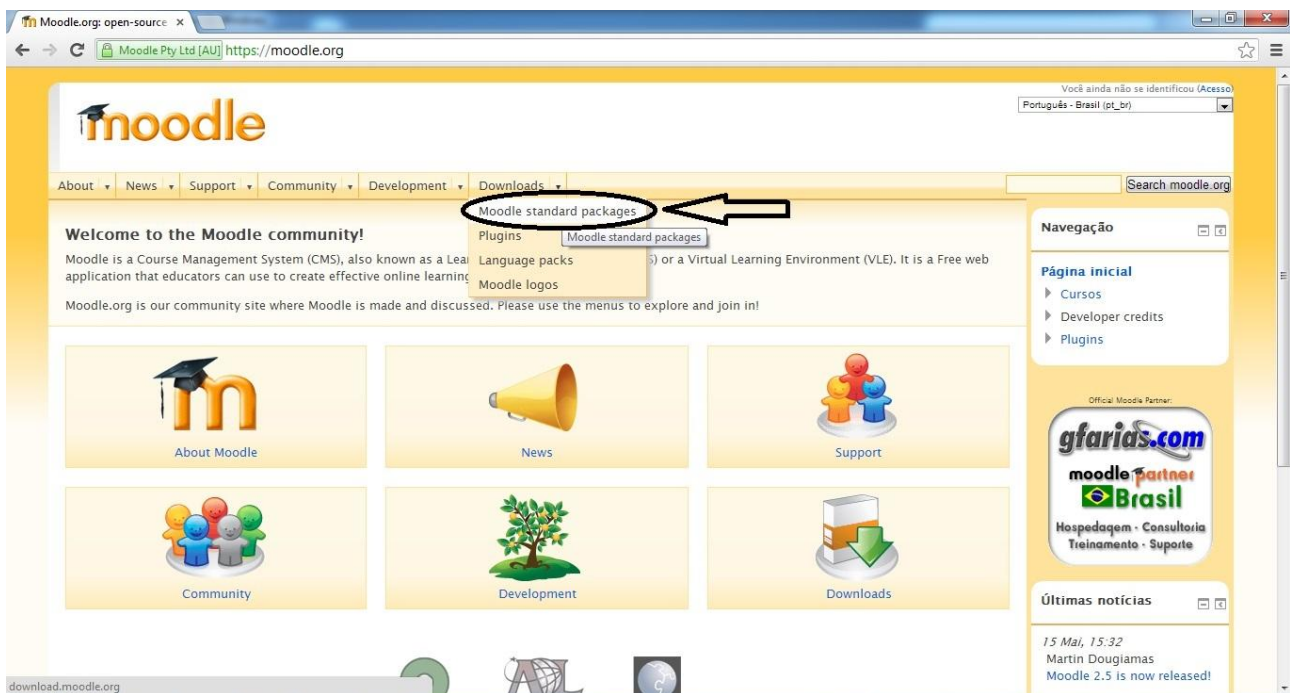 Moodle.org: open-source
Moodle Pty Ltd [AU] https://moodle.org
Você ainda não se identificou (Acesso)
Português - Brasil (pt_br)
moodle
About News Support Community Development Downloads
Search moodle.org
Moodle standard packages
Plugins
Moodle standard packages
Language packs
Moodle logos
Welcome to the Moodle community!
Moodle is a Course Management System (CMS), also known as a Lea S) or a Virtual Learning Environment (VLE). It is a Free web
application that educators can use to create effective online learning
Moodle.org is our community site where Moodle is made and discussed. Please use the menus to explore and join in!
About Moodle
News
Support
Community
Development
Downloads
Navegação
Página inicial
Cursos
Developer credits
Plugins
Official Moodle Partner:
gfarias.com
moodle partner
Brasil
Hospedagem - Consultoria
Treinamento - Suporte
Últimas notícias
15 Mai, 15:32
Martin Dougiamas
Moodle 2.5 is now released!
download.moodle.org